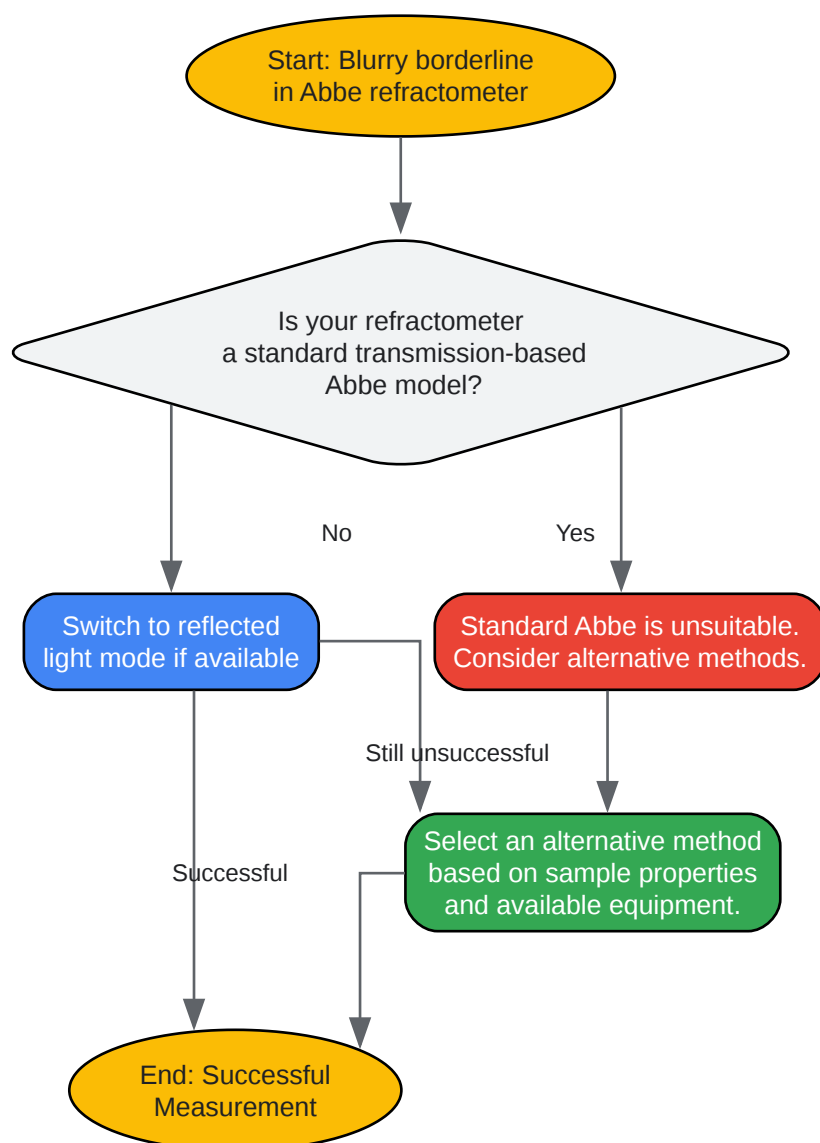 Start: Blurry borderline
in Abbe refractometer
Is your refractometer
a standard transmission-based
Abbe model?
No
Yes
Switch to reflected
light mode if available
Standard Abbe is unsuitable.
Consider alternative methods.
Still unsuccessful
Select an alternative method
based on sample properties
and available equipment.
Successful
End: Successful
Measurement